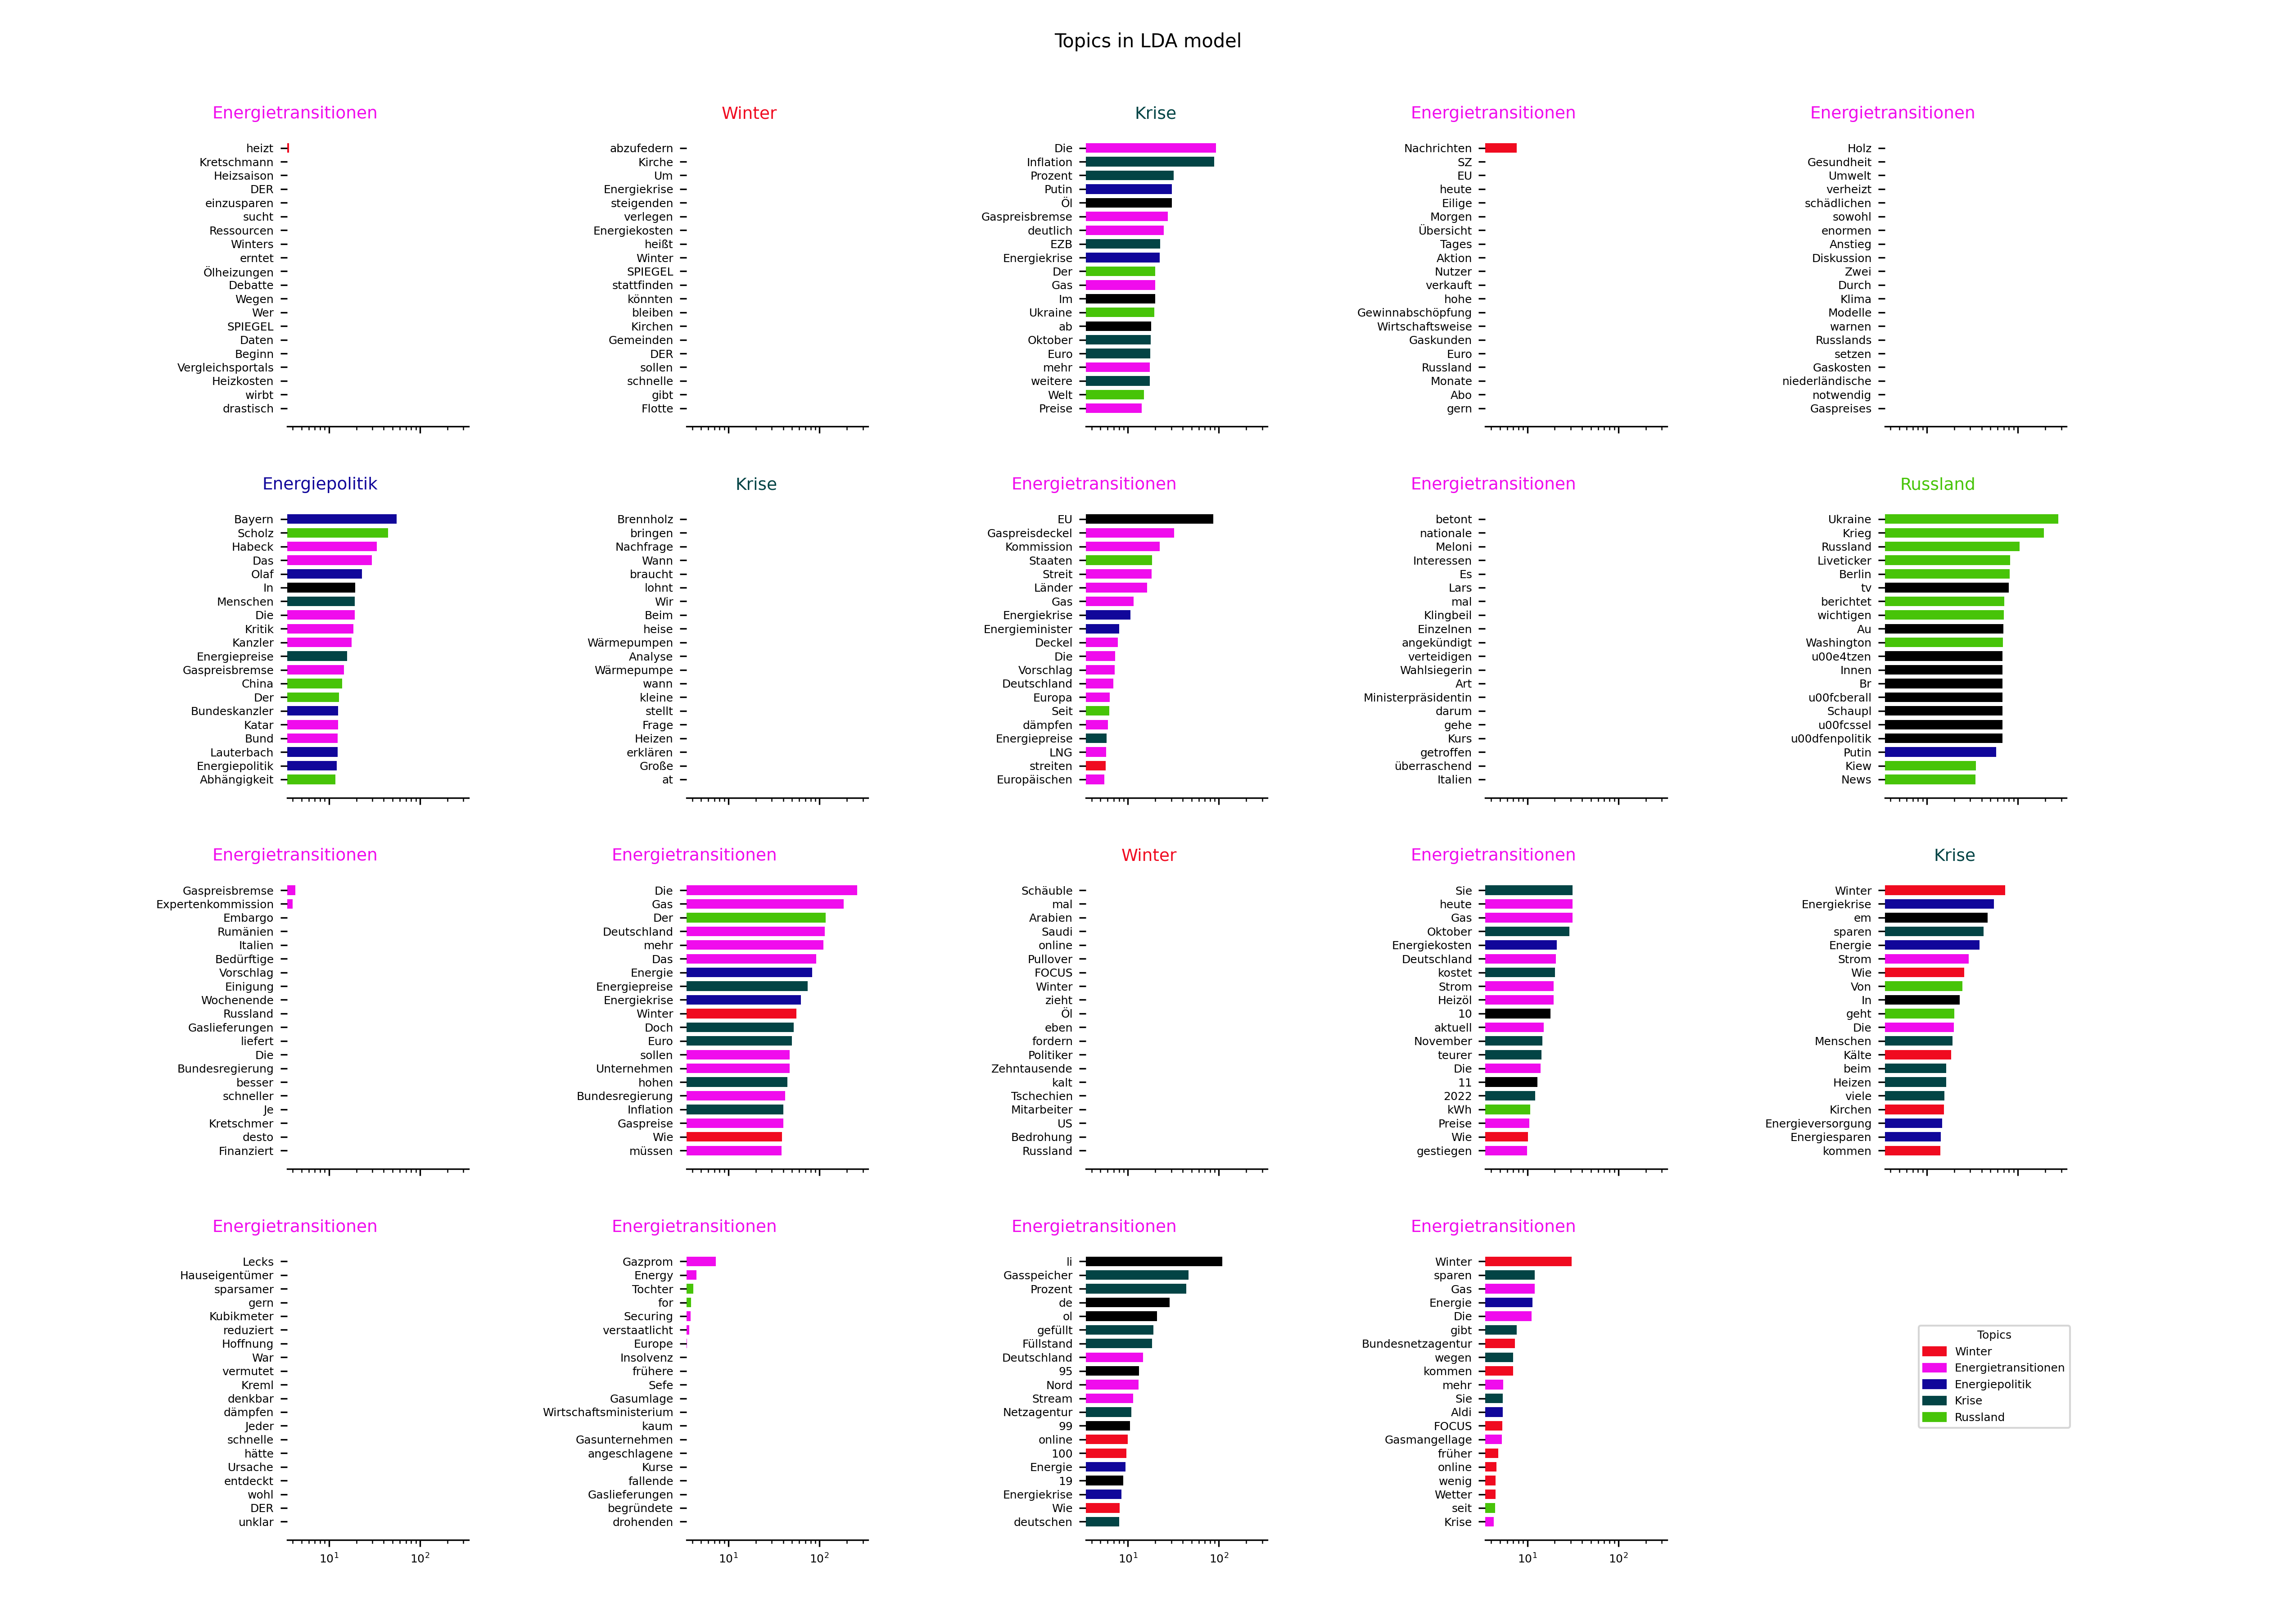 Topics in LDA model
Energietransitionen
heizt
Kretschmann
Heizsaison
DER
einzusparen
sucht
Ressourcen
Winters
erntet
Ölheizungen
Debatte
Wegen
Wer
SPIEGEL
Daten
Beginn
Vergleichsportals
Heizkosten
wirbt
drastisch
Winter
abzufedern
Kirche
Um
Energiekrise
steigenden
verlegen
Energiekosten
heißt
Winter
SPIEGEL
stattfinden
könnten
bleiben
Kirchen
Gemeinden
DER
sollen
schnelle
gibt
Flotte
Krise
Die
Inflation
Prozent
Putin
Öl
Gaspreisbremse
deutlich
EZB
Energiekrise
Der
Gas
Im
Ukraine
ab
Oktober
Euro
mehr
weitere
Welt
Preise
Energietransitionen
Nachrichten
SZ
EU
heute
Eilige
Morgen
Übersicht
Tages
Aktion
Nutzer
verkauft
hohe
Gewinnabschöpfung
Wirtschaftsweise
Gaskunden
Euro
Russland
Monate
Abo
gern
Energietransitionen
Holz
Gesundheit
Umwelt
verheizt
schädlichen
sowohl
enormen
Anstieg
Diskussion
Zwei
Durch
Klima
Modelle
warnen
Russlands
setzen
Gaskosten
niederländische
notwendig
Gaspreises
Energiepolitik
Bayern
Scholz
Habeck
Das
Olaf
In
Menschen
Die
Kritik
Kanzler
Energiepreise
Gaspreisbremse
China
Der
Bundeskanzler
Katar
Bund
Lauterbach
Energiepolitik
Abhängigkeit
Krise
Brennholz
bringen
Nachfrage
Wann
braucht
lohnt
Wir
Beim
heise
Wärmepumpen
Analyse
Wärmepumpe
wann
kleine
stellt
Frage
Heizen
erklären
Große
at
Energietransitionen
EU
Gaspreisdeckel
Kommission
Staaten
Streit
Länder
Gas
Energiekrise
Energieminister
Deckel
Die
Vorschlag
Deutschland
Europa
Seit
dämpfen
Energiepreise
LNG
streiten
Europäischen
Energietransitionen
betont
nationale
Meloni
Interessen
Es
Lars
mal
Klingbeil
Einzelnen
angekündigt
verteidigen
Wahlsiegerin
Art
Ministerpräsidentin
darum
gehe
Kurs
getroffen
überraschend
Italien
Russland
Ukraine
Krieg
Russland
Liveticker
Berlin
tv
berichtet
wichtigen
Au
Washington
u00e4tzen
Innen
Br
u00fcberall
Schaupl
u00fcssel
u00dfenpolitik
Putin
Kiew
News
Energietransitionen
Gaspreisbremse
Expertenkommission
Embargo
Rumänien
Italien
Bedürftige
Vorschlag
Einigung
Wochenende
Russland
Gaslieferungen
liefert
Die
Bundesregierung
besser
schneller
Je
Kretschmer
desto
Finanziert
Energietransitionen
Die
Gas
Der
Deutschland
mehr
Das
Energie
Energiepreise
Energiekrise
Winter
Doch
Euro
sollen
Unternehmen
hohen
Bundesregierung
Inflation
Gaspreise
Wie
müssen
Winter
Schäuble
mal
Arabien
Saudi
online
Pullover
FOCUS
Winter
zieht
Öl
eben
fordern
Politiker
Zehntausende
kalt
Tschechien
Mitarbeiter
US
Bedrohung
Russland
Energietransitionen
Sie
heute
Gas
Oktober
Energiekosten
Deutschland
kostet
Strom
Heizöl
10
aktuell
November
teurer
Die
11
2022
kWh
Preise
Wie
gestiegen
Krise
Winter
Energiekrise
em
sparen
Energie
Strom
Wie
Von
In
geht
Die
Menschen
Kälte
beim
Heizen
viele
Kirchen
Energieversorgung
Energiesparen
kommen
Energietransitionen
Lecks
Hauseigentümer
sparsamer
gern
Kubikmeter
reduziert
Hoffnung
War
vermutet
Kreml
denkbar
dämpfen
Jeder
schnelle
hätte
Ursache
entdeckt
wohl
DER
unklar
10¹ 10²
Energietransitionen
Gazprom
Energy
Tochter
for
Securing
verstaatlicht
Europe
Insolvenz
frühere
Sefe
Gasumlage
Wirtschaftsministerium
kaum
Gasunternehmen
angeschlagene
Kurse
fallende
Gaslieferungen
begründete
drohenden
10¹ 10²
Energietransitionen
li
Gasspeicher
Prozent
de
ol
gefüllt
Füllstand
Deutschland
95
Nord
Stream
Netzagentur
99
online
100
Energie
19
Energiekrise
Wie
deutschen
10¹ 10²
Energietransitionen
Winter
sparen
Gas
Energie
Die
gibt
Bundesnetzagentur
wegen
kommen
mehr
Sie
Aldi
FOCUS
Gasmangellage
früher
online
wenig
Wetter
seit
Krise
10¹ 10²
Topics
Winter
Energietransitionen
Energiepolitik
Krise
Russland